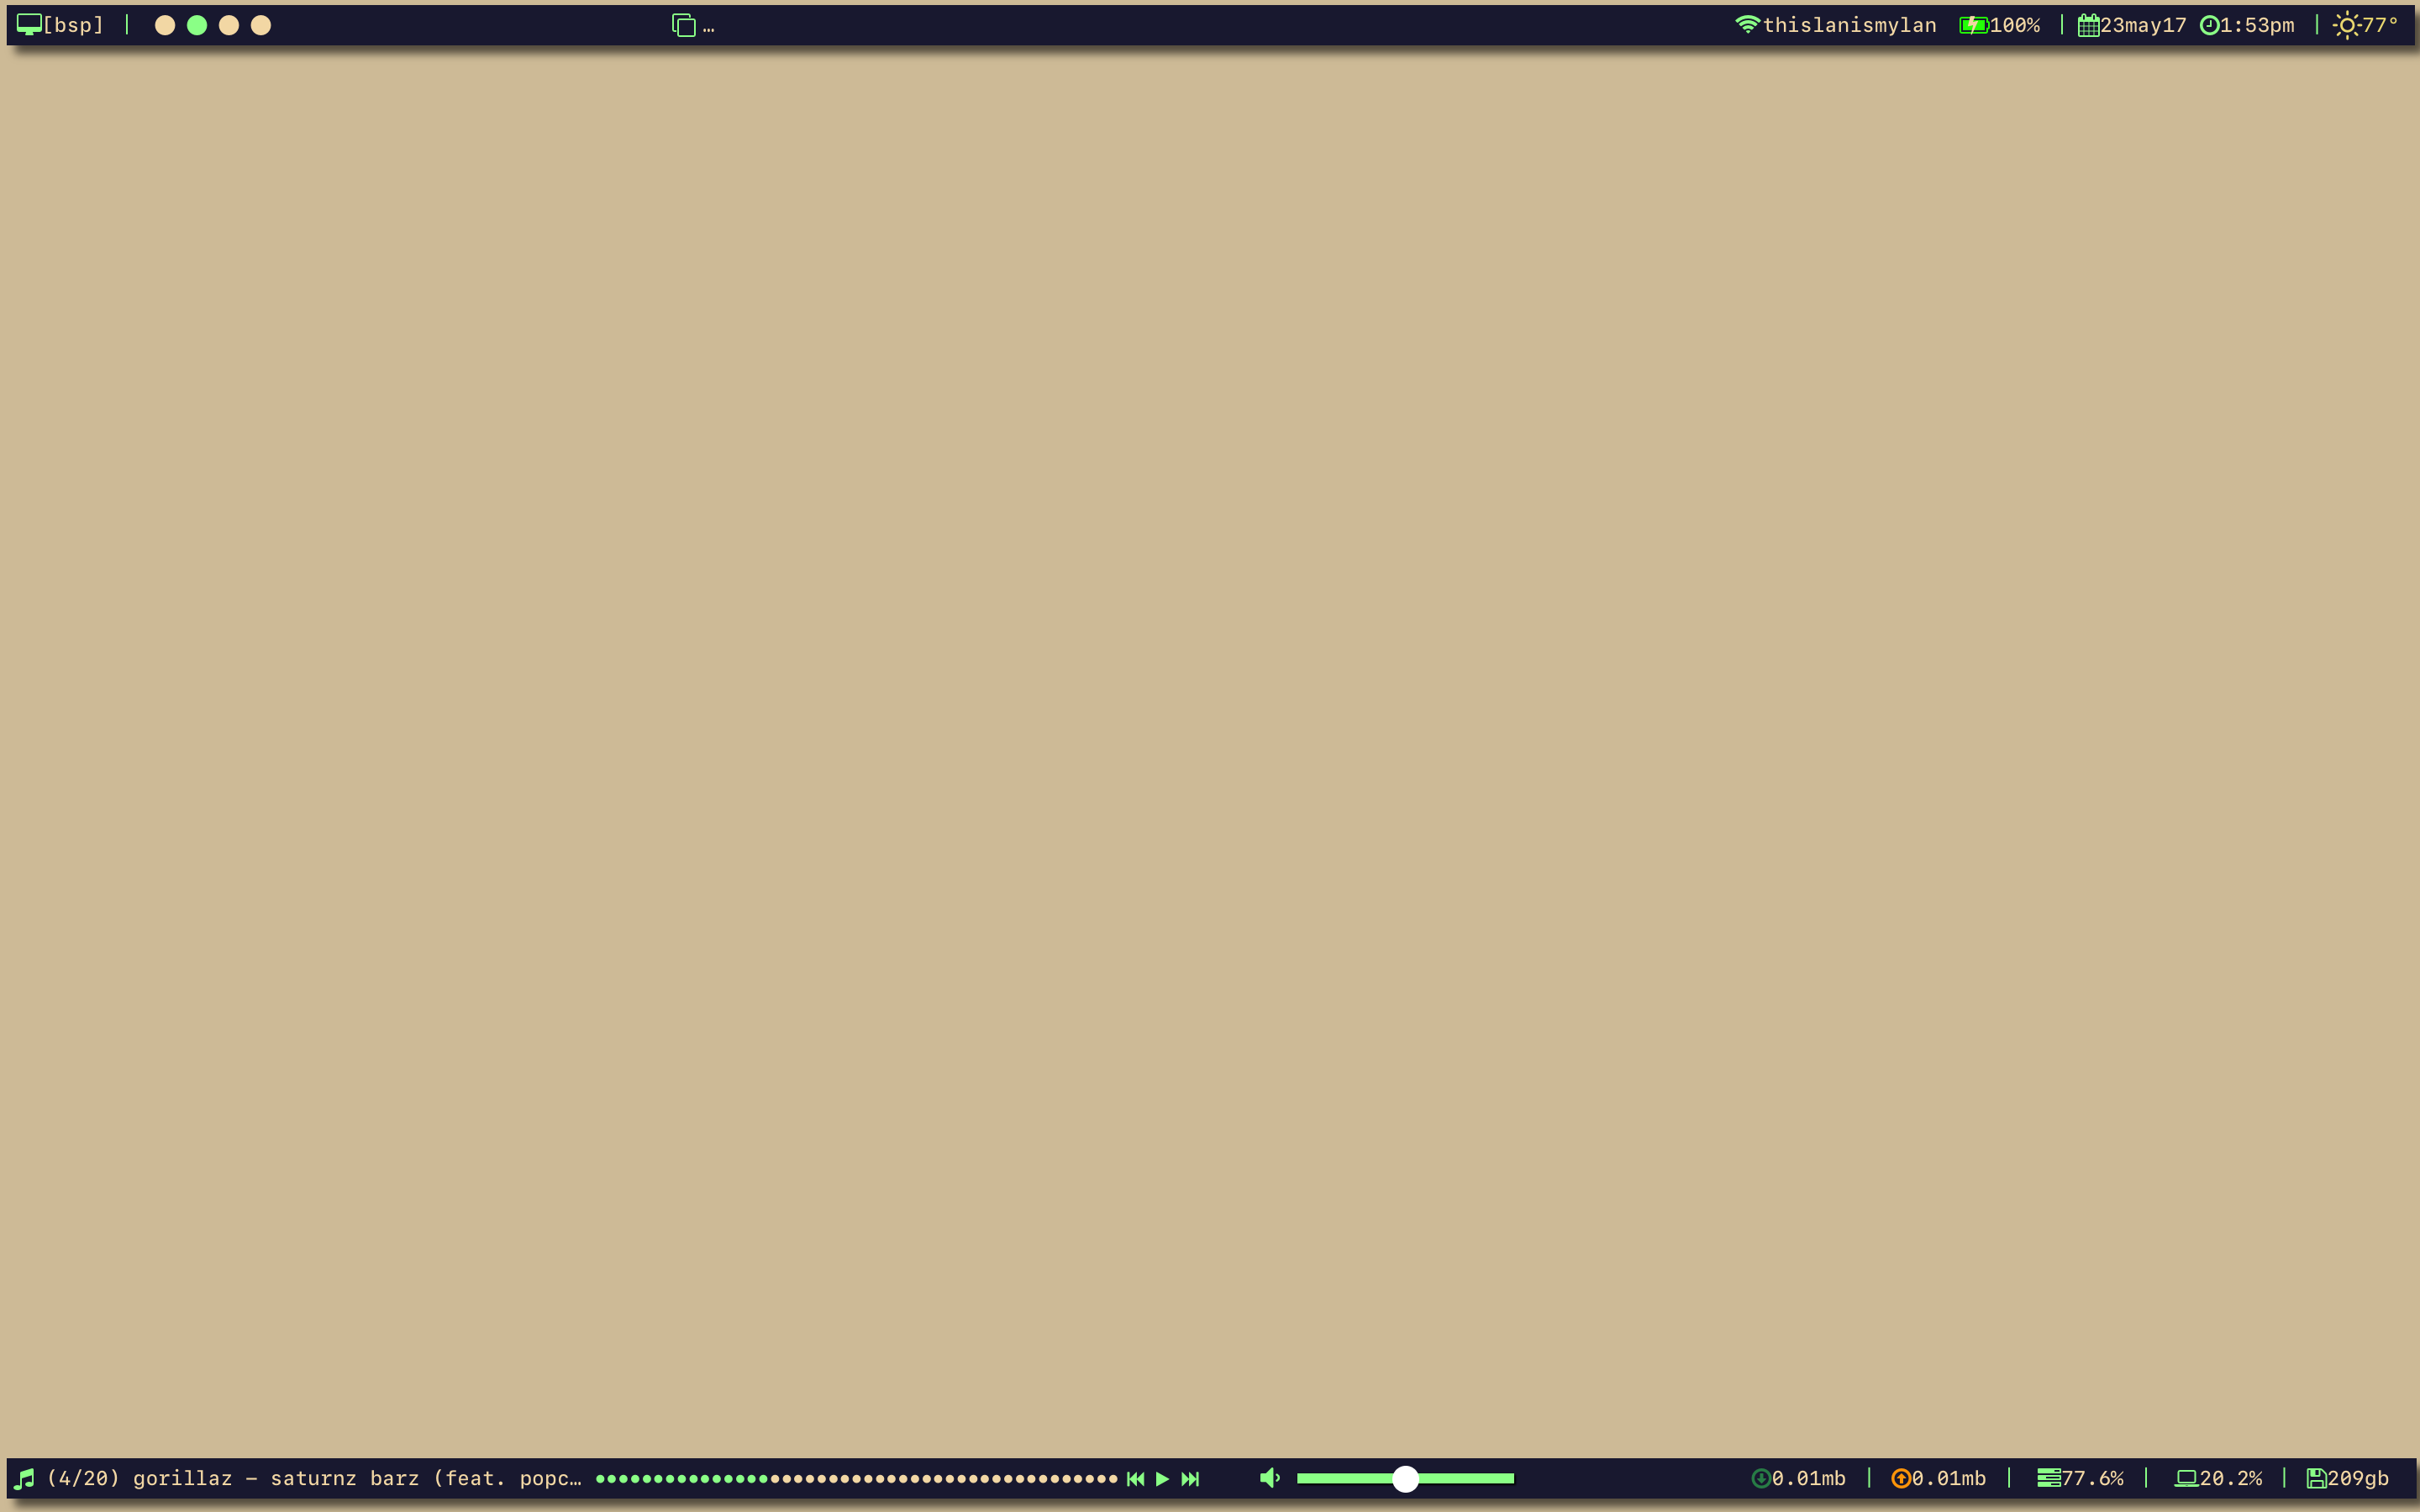 [bsp] | … thislanismylan 100% | 23may17 1:53pm | 77°
(4/20) gorillaz – saturnz barz (feat. popc… 0.01mb | 0.01mb | 77.6% | 20.2% | 209gb